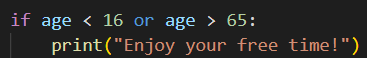 if age < 16 or age > 65:
    print("Enjoy your free time!")